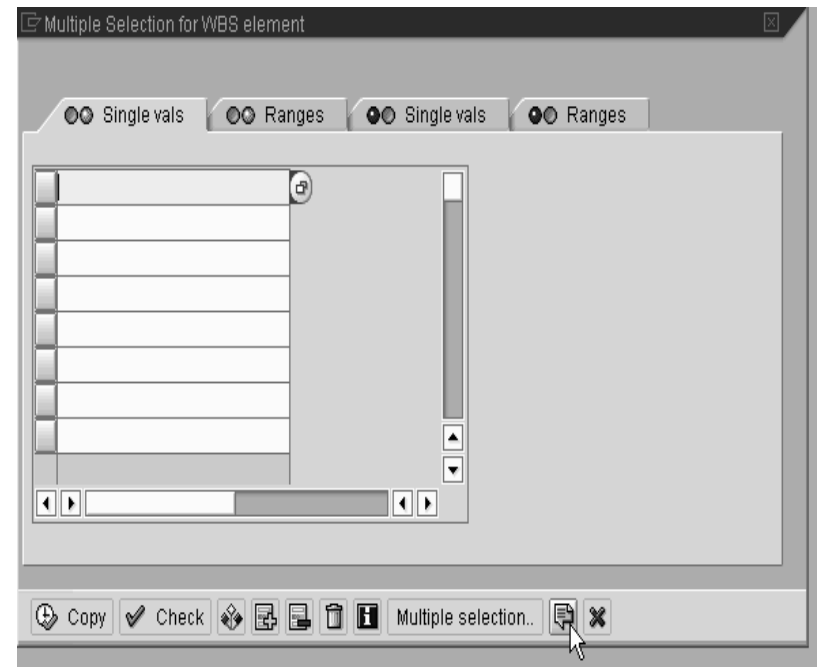 Multiple Selection for WBS element
Single vals Ranges Single vals Ranges
Copy Check Multiple selection..